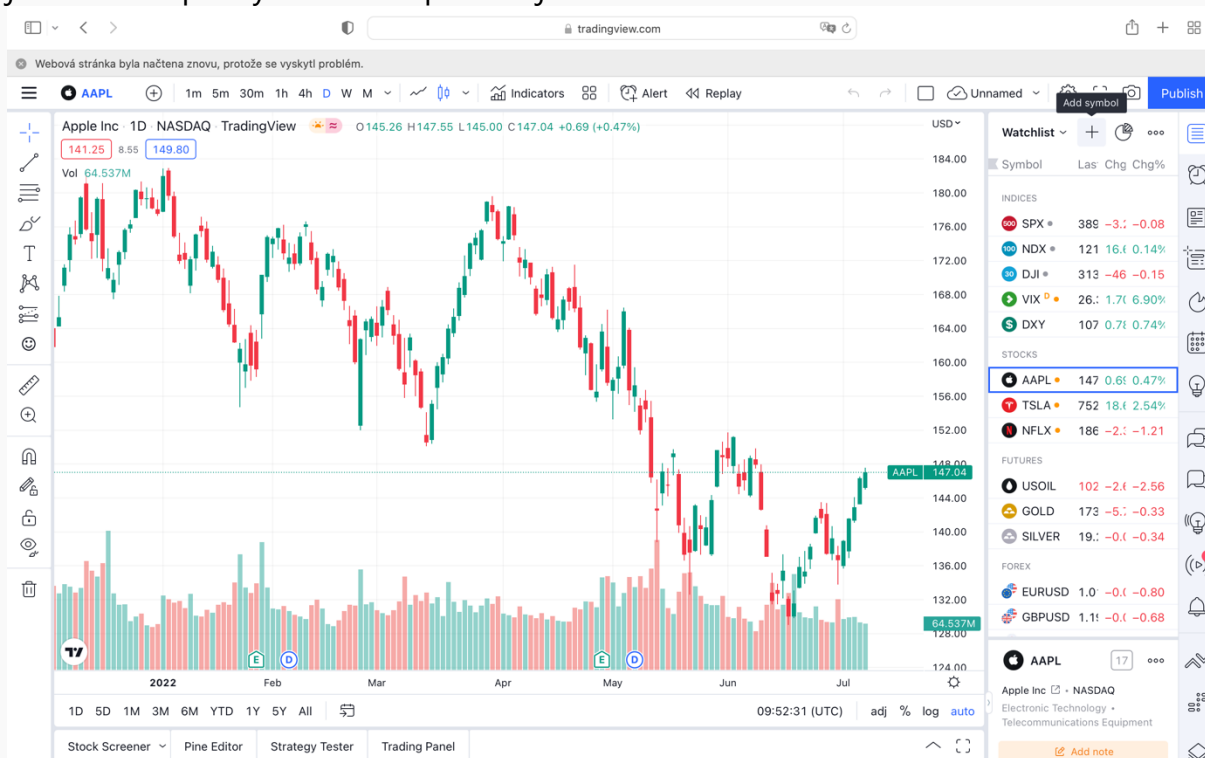 tradingview.com
Webová stránka byla načtena znovu, protože se vyskytl problém.
AAPL 1m 5m 30m 1h 4h D W M Indicators Alert Replay Unnamed Publish
Add symbol
Apple Inc · 1D · NASDAQ · TradingView O145.26 H147.55 L145.00 C147.04 +0.69 (+0.47%)
USD
141.25 8.55 149.80
Vol 64.537M
184.00
180.00
176.00
172.00
168.00
164.00
160.00
156.00
152.00
148.00
AAPL 147.04
144.00
140.00
136.00
132.00
64.537M
128.00
124.00
E D E D
2022 Feb Mar Apr May Jun Jul
1D 5D 1M 3M 6M YTD 1Y 5Y All 09:52:31 (UTC) adj % log auto
Stock Screener Pine Editor Strategy Tester Trading Panel
Watchlist
Symbol Las Chg Chg%
INDICES
500 SPX 389 −3.2 −0.08
100 NDX 121 16.6 0.14%
30 DJI 313 −46 −0.15
VIX D 26.: 1.70 6.90%
S DXY 107 0.78 0.74%
STOCKS
AAPL 147 0.69 0.47%
T TSLA 752 18.6 2.54%
N NFLX 186 −2.: −1.21
FUTURES
USOIL 102 −2.6 −2.56
GOLD 173 −5.7 −0.33
SILVER 19.: −0.0 −0.34
FOREX
EURUSD 1.0 −0.0 −0.80
GBPUSD 1.19 −0.0 −0.68
AAPL 17
Apple Inc • NASDAQ
Electronic Technology •
Telecommunications Equipment
Add note